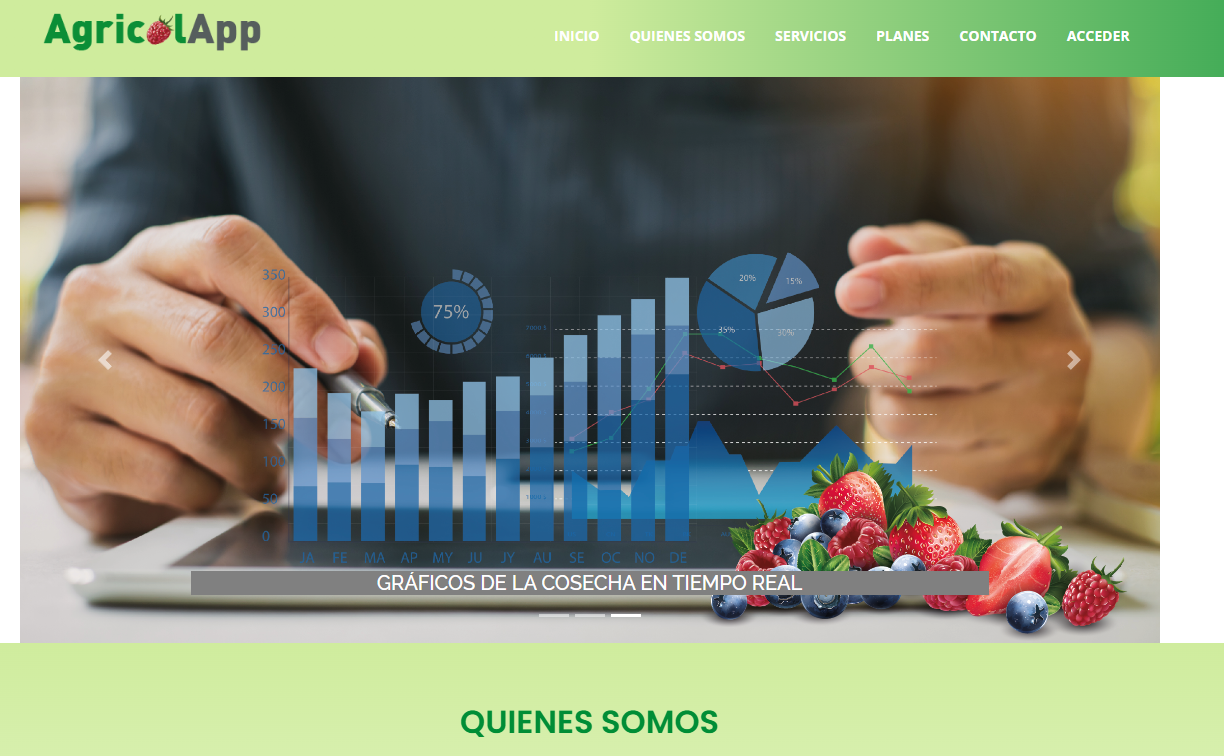 AgricolApp
INICIO QUIENES SOMOS SERVICIOS PLANES CONTACTO ACCEDER
350
300
250
200
150
100
50
0
75%
20%
15%
35%
30%
JA FE MA AP MY JU JY AU SE OC NO DE
GRÁFICOS DE LA COSECHA EN TIEMPO REAL
QUIENES SOMOS